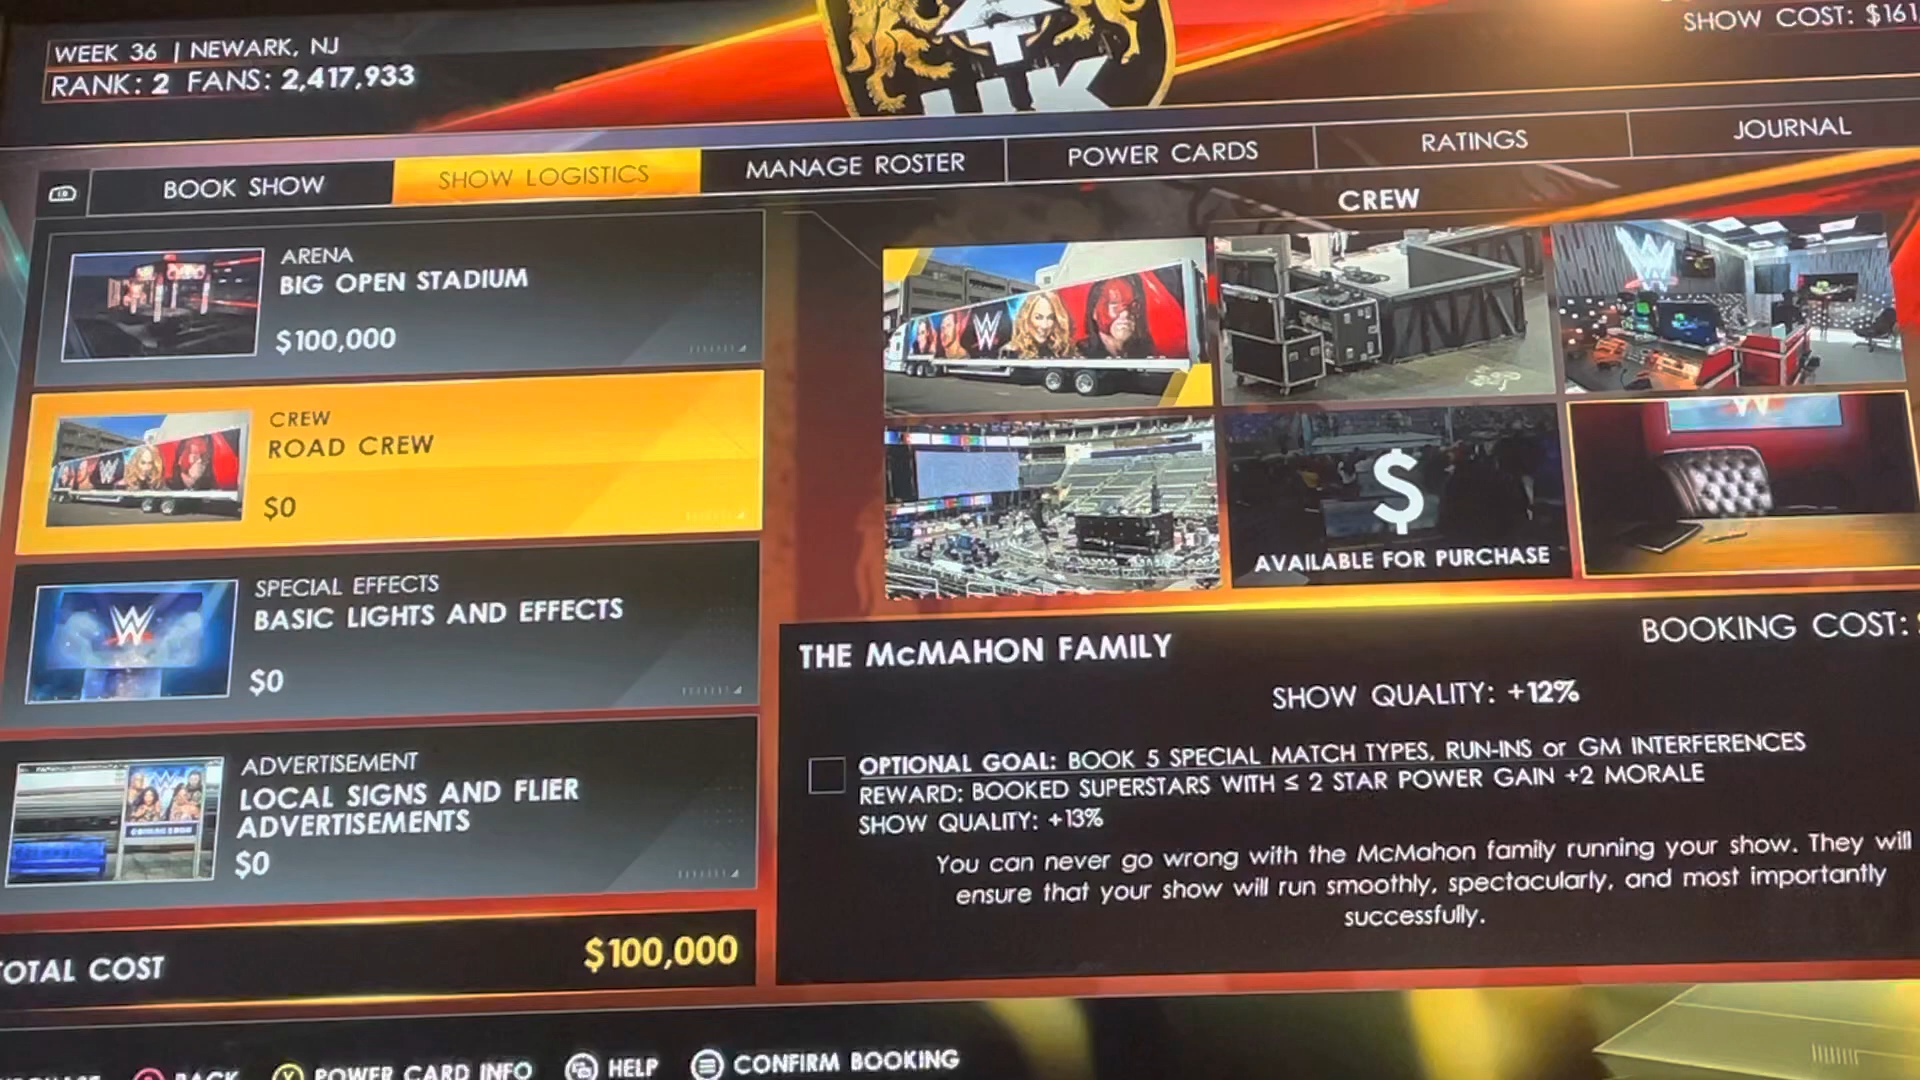 WEEK 36 | NEWARK, NJ
RANK: 2 FANS: 2,417,933
UK
SHOW COST: $161
BOOK SHOW
SHOW LOGISTICS
MANAGE ROSTER
POWER CARDS
RATINGS
JOURNAL
ARENA
BIG OPEN STADIUM
$100,000
CREW
ROAD CREW
$0
SPECIAL EFFECTS
BASIC LIGHTS AND EFFECTS
$0
ADVERTISEMENT
LOCAL SIGNS AND FLIER
ADVERTISEMENTS
$0
COMING SOON
TOTAL COST
$100,000
CREW
$
AVAILABLE FOR PURCHASE
THE McMAHON FAMILY
BOOKING COST:
SHOW QUALITY: +12%
OPTIONAL GOAL: BOOK 5 SPECIAL MATCH TYPES, RUN-INS or GM INTERFERENCES
REWARD: BOOKED SUPERSTARS WITH ≤ 2 STAR POWER GAIN +2 MORALE
SHOW QUALITY: +13%
You can never go wrong with the McMahon family running your show. They will
ensure that your show will run smoothly, spectacularly, and most importantly
successfully.
BACK
Y POWER CARD INFO
HELP
CONFIRM BOOKING